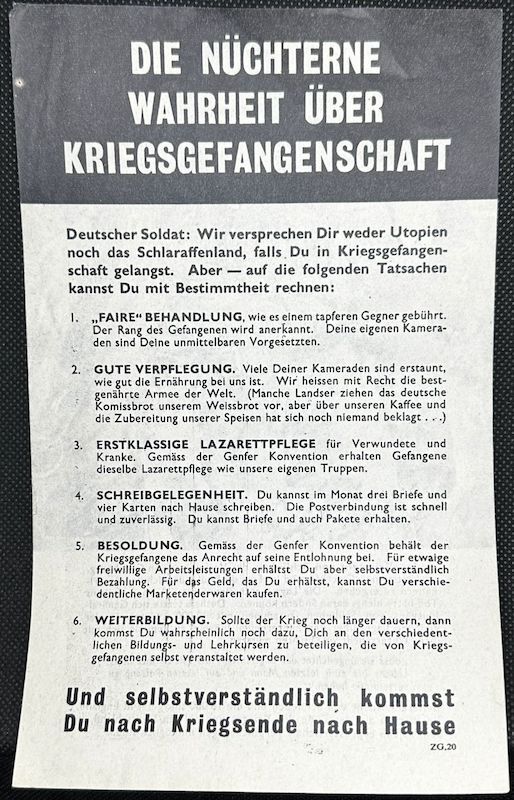 DIE NÜCHTERNE
WAHRHEIT ÜBER
KRIEGSGEFANGENSCHAFT
Deutscher Soldat: Wir versprechen Dir weder Utopien
noch das Schlaraffenland, falls Du in Kriegsgefangen-
schaft gelangst. Aber — auf die folgenden Tatsachen
kannst Du mit Bestimmtheit rechnen:
1. „FAIRE“ BEHANDLUNG, wie es einem tapferen Gegner gebührt.
Der Rang des Gefangenen wird anerkannt. Deine eigenen Kamera-
den sind Deine unmittelbaren Vorgesetzten.
2. GUTE VERPFLEGUNG. Viele Deiner Kameraden sind erstaunt,
wie gut die Ernährung bei uns ist. Wir heissen mit Recht die best-
genährte Armee der Welt. (Manche Landser ziehen das deutsche
Komissbrot unserem Weissbrot vor, aber über unseren Kaffee und
die Zubereitung unserer Speisen hat sich noch niemand beklagt . . .)
3. ERSTKLASSIGE LAZARETTPFLEGE für Verwundete und
Kranke. Gemäss der Genfer Konvention erhalten Gefangene
dieselbe Lazarettpflege wie unsere eigenen Truppen.
4. SCHREIBGELEGENHEIT. Du kannst im Monat drei Briefe und
vier Karten nach Hause schreiben. Die Postverbindung ist schnell
und zuverlässig. Du kannst Briefe und auch Pakete erhalten.
5. BESOLDUNG. Gemäss der Genfer Konvention behält der
Kriegsgefangene das Anrecht auf seine Entlohnung bei. Für etwaige
freiwillige Arbeitsleistungen erhältst Du aber selbstverständlich
Bezahlung. Für das Geld, das Du erhältst, kannst Du verschie-
dentliche Marketenderwaren kaufen.
6. WEITERBILDUNG. Sollte der Krieg noch länger dauern, dann
kommst Du wahrscheinlich noch dazu, Dich an den verschiedent-
lichen Bildungs- und Lehrkursen zu beteiligen, die von Kriegs-
gefangenen selbst veranstaltet werden.
Und selbstverständlich kommst
Du nach Kriegsende nach Hause
ZG.20